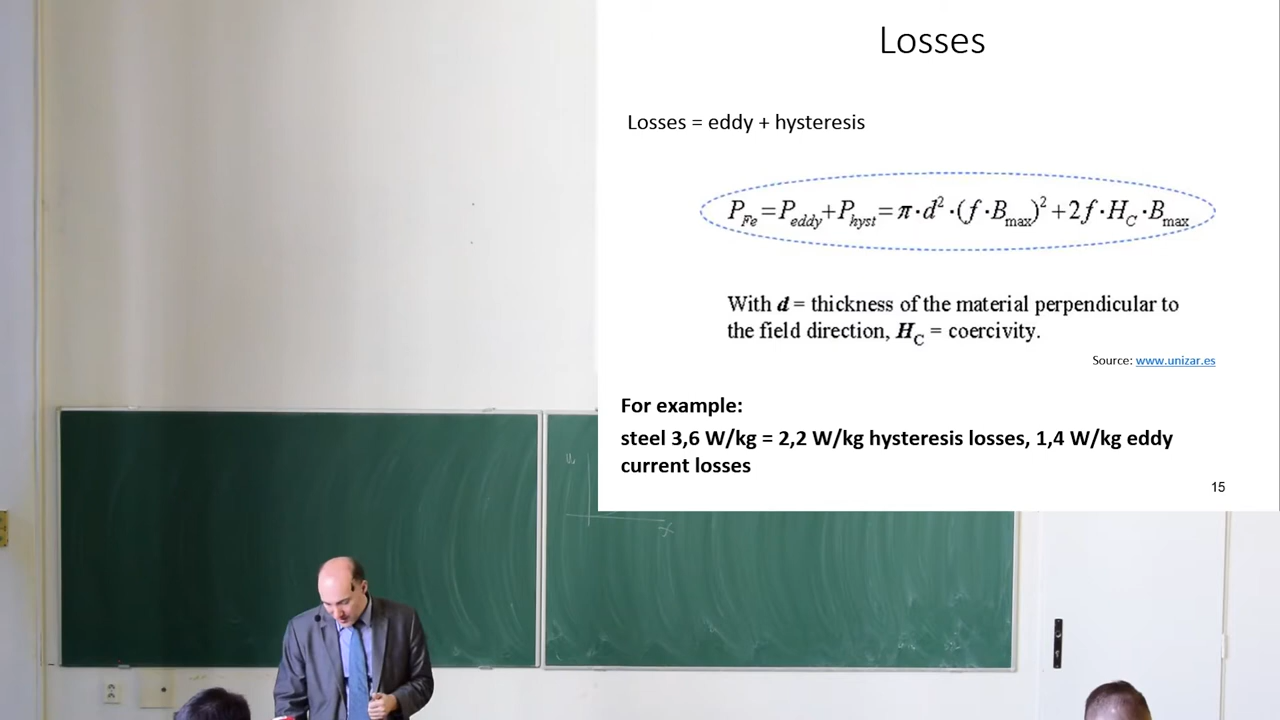 Losses
Losses = eddy + hysteresis
P_Fe=P_eddy+P_hyst=π·d²·(f·B_max)²+2f·H_C·B_max
With d = thickness of the material perpendicular to
the field direction, H_C = coercivity.
Source: www.unizar.es
For example:
steel 3,6 W/kg = 2,2 W/kg hysteresis losses, 1,4 W/kg eddy
current losses
15
u
x